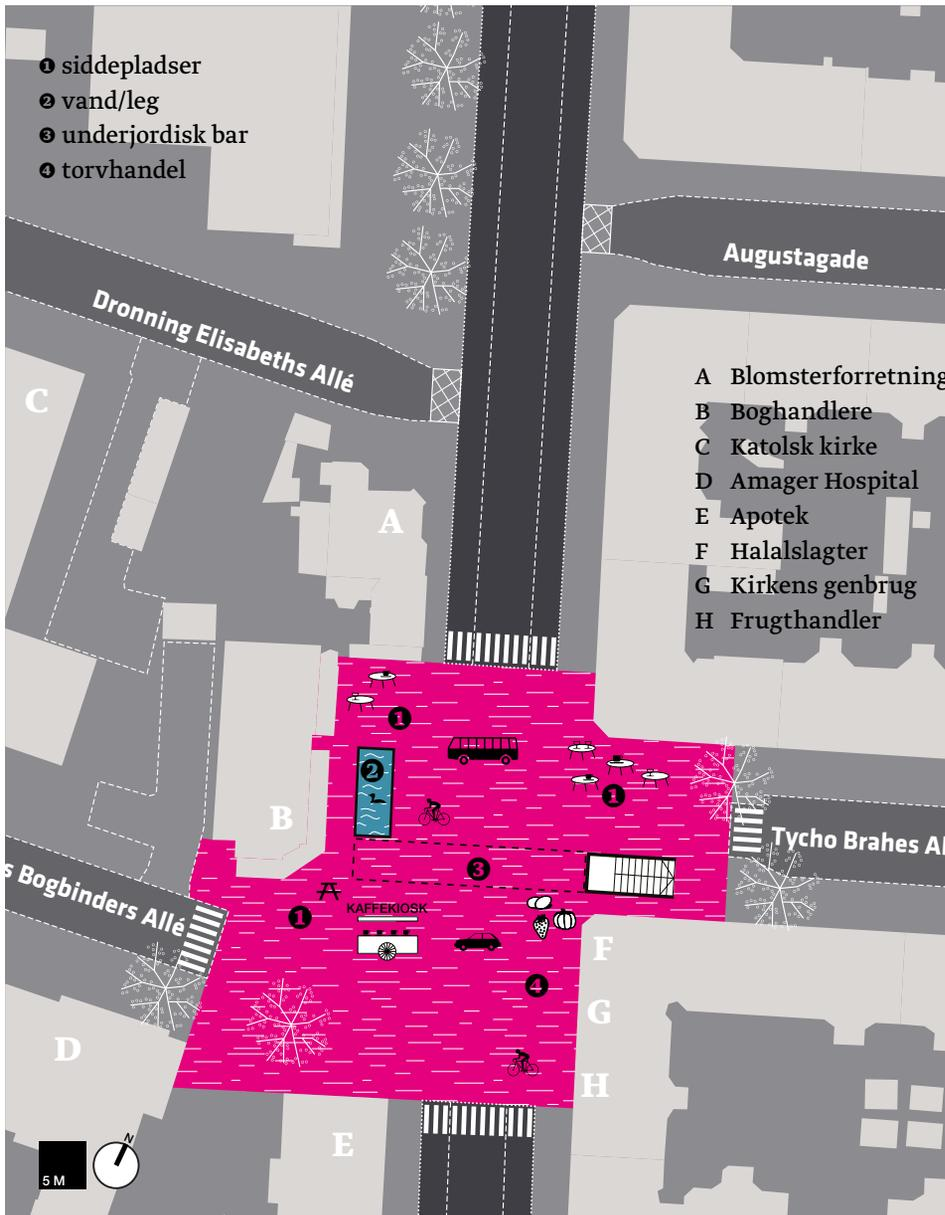 ❶ siddepladser
❷ vand/leg
❸ underjordisk bar
❹ torvhandel
Augustagade
Dronning Elisabeths Allé
A Blomsterforretning
B Boghandlere
C Katolsk kirke
D Amager Hospital
E Apotek
F Halalslagter
G Kirkens genbrug
H Frugthandler
C
A
❶
❷
❶
B
Tycho Brahes Al
❸
s Bogbinders Allé
❶
KAFFEKIOSK
F
❹
G
D
H
E
N
5 M